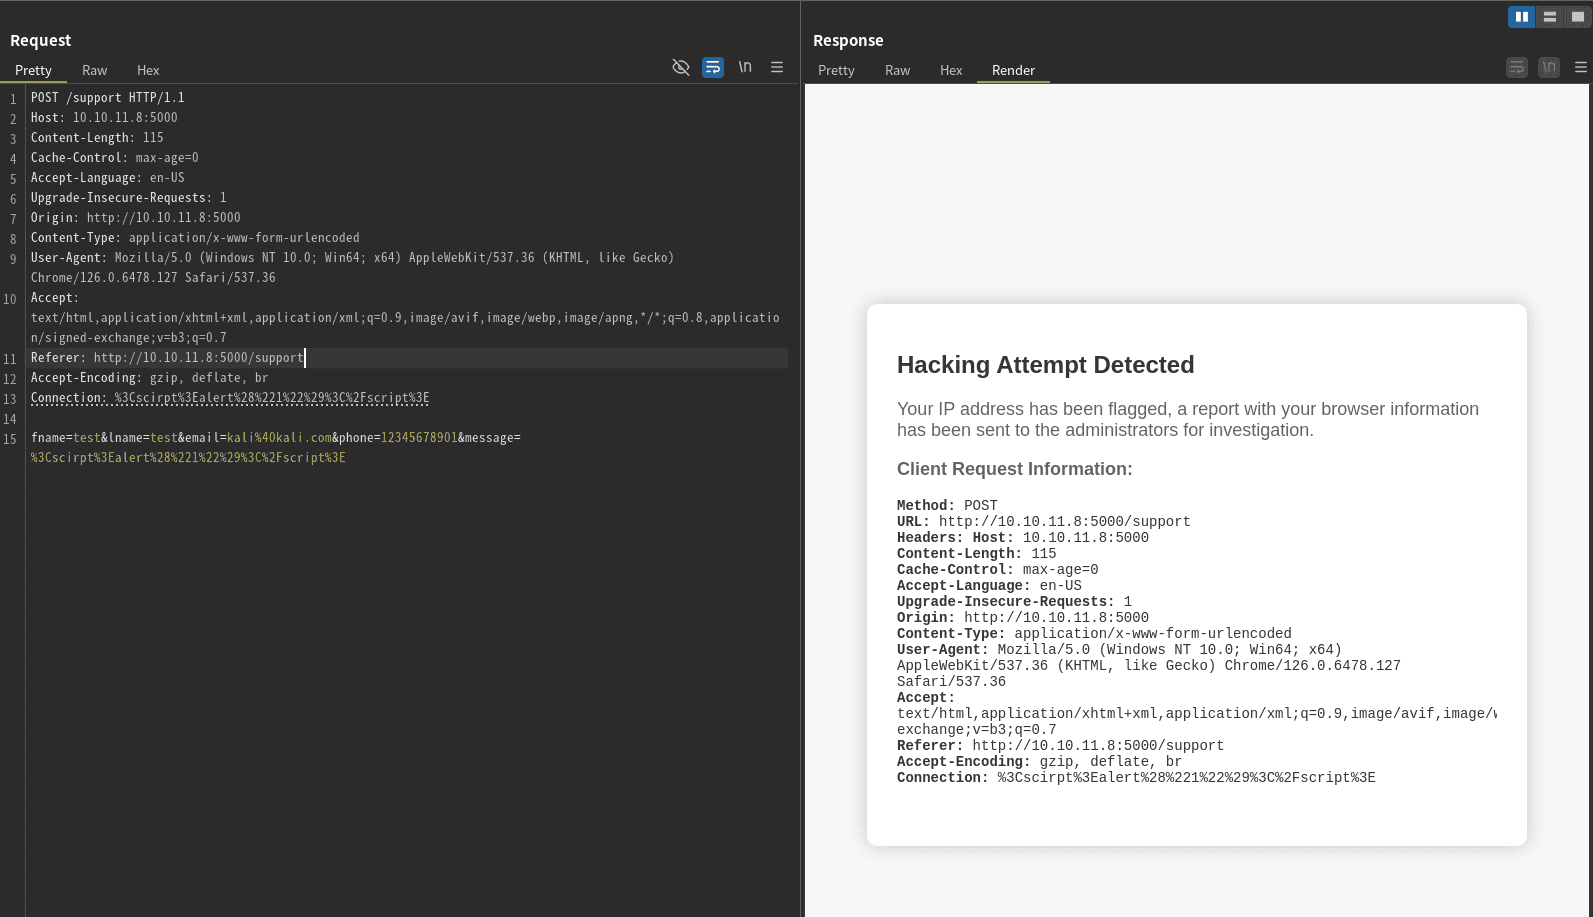 Request
Pretty Raw Hex \n
1 POST /support HTTP/1.1
2 Host: 10.10.11.8:5000
3 Content-Length: 115
4 Cache-Control: max-age=0
5 Accept-Language: en-US
6 Upgrade-Insecure-Requests: 1
7 Origin: http://10.10.11.8:5000
8 Content-Type: application/x-www-form-urlencoded
9 User-Agent: Mozilla/5.0 (Windows NT 10.0; Win64; x64) AppleWebKit/537.36 (KHTML, like Gecko)
Chrome/126.0.6478.127 Safari/537.36
10 Accept:
text/html,application/xhtml+xml,application/xml;q=0.9,image/avif,image/webp,image/apng,*/*;q=0.8,applicatio
n/signed-exchange;v=b3;q=0.7
11 Referer: http://10.10.11.8:5000/support
12 Accept-Encoding: gzip, deflate, br
13 Connection: %3Cscirpt%3Ealert%28%221%22%29%3C%2Fscript%3E
14
15 fname=test&lname=test&email=kali%40kali.com&phone=12345678901&message=
%3Cscirpt%3Ealert%28%221%22%29%3C%2Fscript%3E
Response
Pretty Raw Hex Render \n
Hacking Attempt Detected
Your IP address has been flagged, a report with your browser information
has been sent to the administrators for investigation.
Client Request Information:
Method: POST
URL: http://10.10.11.8:5000/support
Headers: Host: 10.10.11.8:5000
Content-Length: 115
Cache-Control: max-age=0
Accept-Language: en-US
Upgrade-Insecure-Requests: 1
Origin: http://10.10.11.8:5000
Content-Type: application/x-www-form-urlencoded
User-Agent: Mozilla/5.0 (Windows NT 10.0; Win64; x64)
AppleWebKit/537.36 (KHTML, like Gecko) Chrome/126.0.6478.127
Safari/537.36
Accept:
text/html,application/xhtml+xml,application/xml;q=0.9,image/avif,image/
exchange;v=b3;q=0.7
Referer: http://10.10.11.8:5000/support
Accept-Encoding: gzip, deflate, br
Connection: %3Cscirpt%3Ealert%28%221%22%29%3C%2Fscript%3E